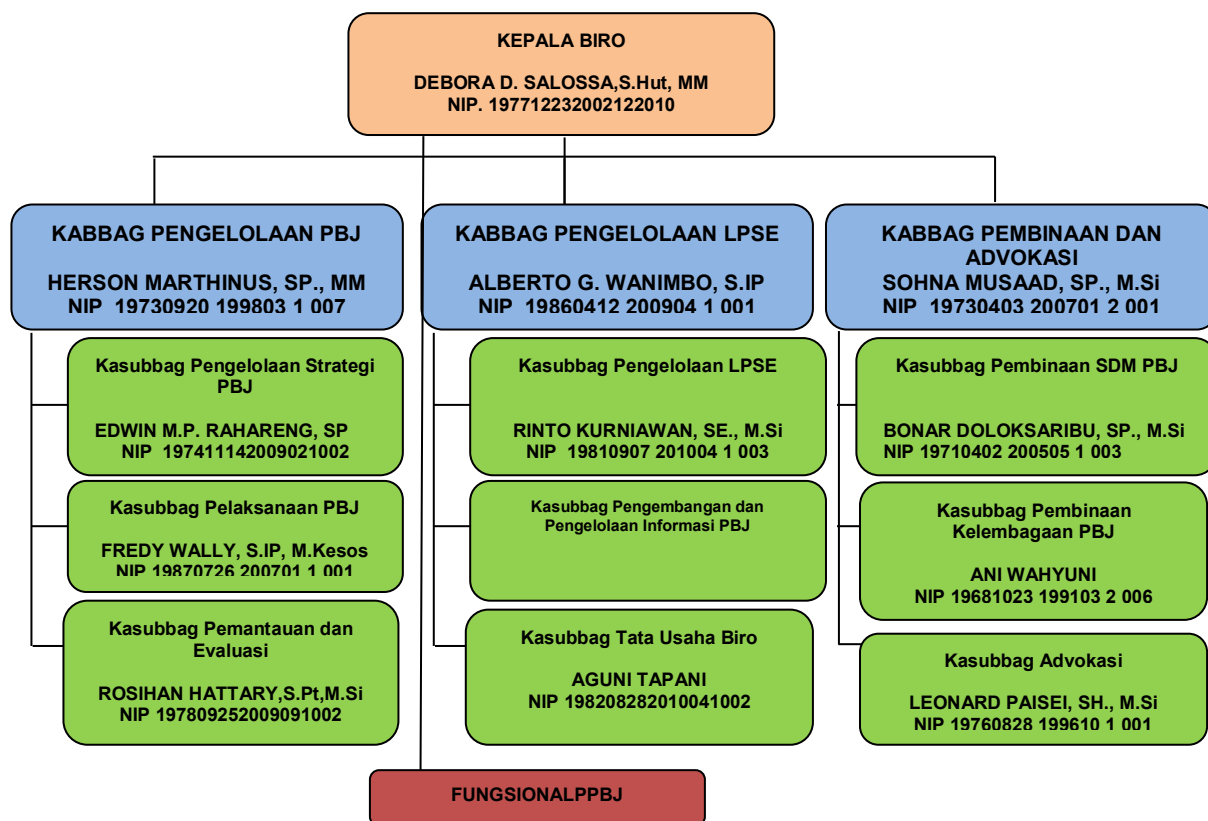 KEPALA BIRO
DEBORA D. SALOSSA,S.Hut, MM
NIP. 197712232002122010
KABBAG PENGELOLAAN PBJ
HERSON MARTHINUS, SP., MM
NIP 19730920 199803 1 007
KABBAG PENGELOLAAN LPSE
ALBERTO G. WANIMBO, S.IP
NIP 19860412 200904 1 001
KABBAG PEMBINAAN DAN
ADVOKASI
SOHNA MUSAAD, SP., M.Si
NIP 19730403 200701 2 001
Kasubbag Pengelolaan Strategi
PBJ
EDWIN M.P. RAHARENG, SP
NIP 197411142009021002
Kasubbag Pelaksanaan PBJ
FREDY WALLY, S.IP, M.Kesos
NIP 19870726 200701 1 001
Kasubbag Pemantauan dan
Evaluasi
ROSIHAN HATTARY,S.Pt,M.Si
NIP 197809252009091002
Kasubbag Pengelolaan LPSE
RINTO KURNIAWAN, SE., M.Si
NIP 19810907 201004 1 003
Kasubbag Pengembangan dan
Pengelolaan Informasi PBJ
Kasubbag Tata Usaha Biro
AGUNI TAPANI
NIP 198208282010041002
Kasubbag Pembinaan SDM PBJ
BONAR DOLOKSARIBU, SP., M.Si
NIP 19710402 200505 1 003
Kasubbag Pembinaan
Kelembagaan PBJ
ANI WAHYUNI
NIP 19681023 199103 2 006
Kasubbag Advokasi
LEONARD PAISEI, SH., M.Si
NIP 19760828 199610 1 001
FUNGSIONALPPBJ